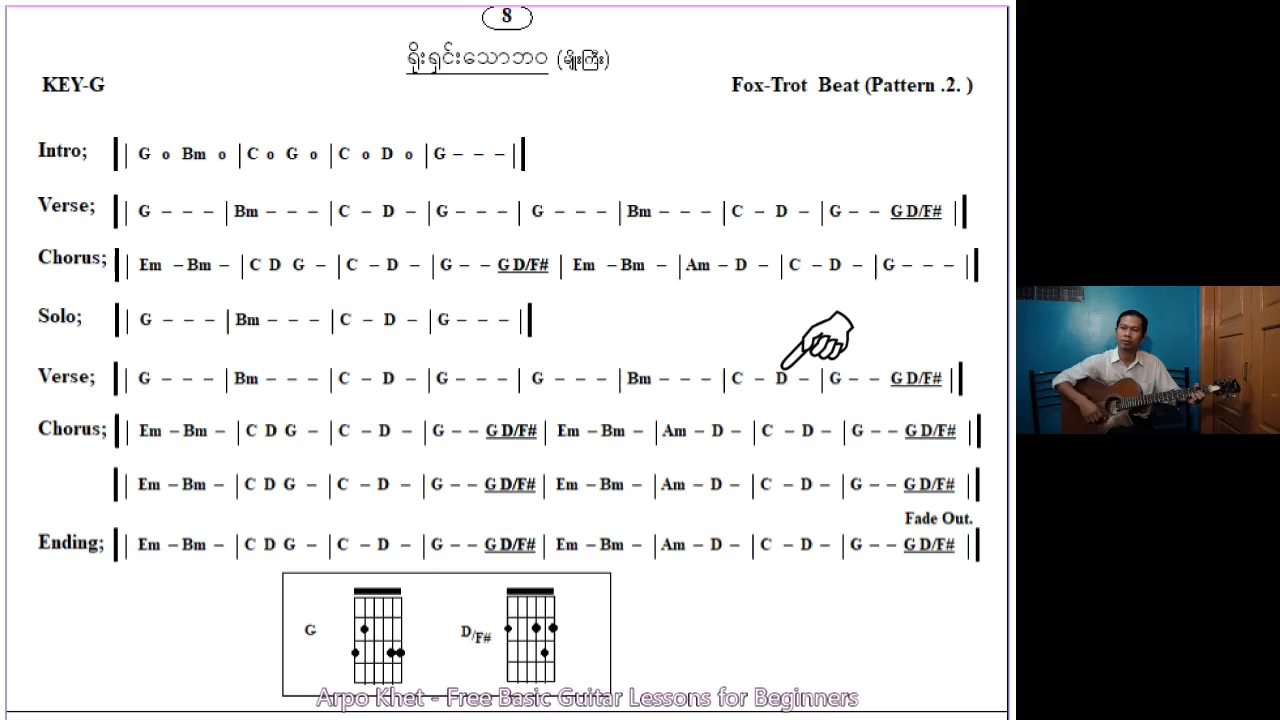 8
ရိုးရှင်းသောဘဝ (မျိုးကြီး)
KEY-G Fox-Trot Beat (Pattern .2. )
Intro; || G o Bm o | C o G o | C o D o | G – – – ||
Verse; || G – – – | Bm – – – | C – D – | G – – – | G – – – | Bm – – – | C – D – | G – – G D/F# ||
Chorus; || Em – Bm – | C D G – | C – D – | G – – G D/F# | Em – Bm – | Am – D – | C – D – | G – – – ||
Solo; || G – – – | Bm – – – | C – D – | G – – – ||
Verse; || G – – – | Bm – – – | C – D – | G – – – | G – – – | Bm – – – | C – D – | G – – G D/F# ||
Chorus; || Em – Bm – | C D G – | C – D – | G – – G D/F# | Em – Bm – | Am – D – | C – D – | G – – G D/F# ||
|| Em – Bm – | C D G – | C – D – | G – – G D/F# | Em – Bm – | Am – D – | C – D – | G – – G D/F# ||
Fade Out.
Ending; || Em – Bm – | C D G – | C – D – | G – – G D/F# | Em – Bm – | Am – D – | C – D – | G – – G D/F# ||
G D/F#
Arpo Khet - Free Basic Guitar Lessons for Beginners